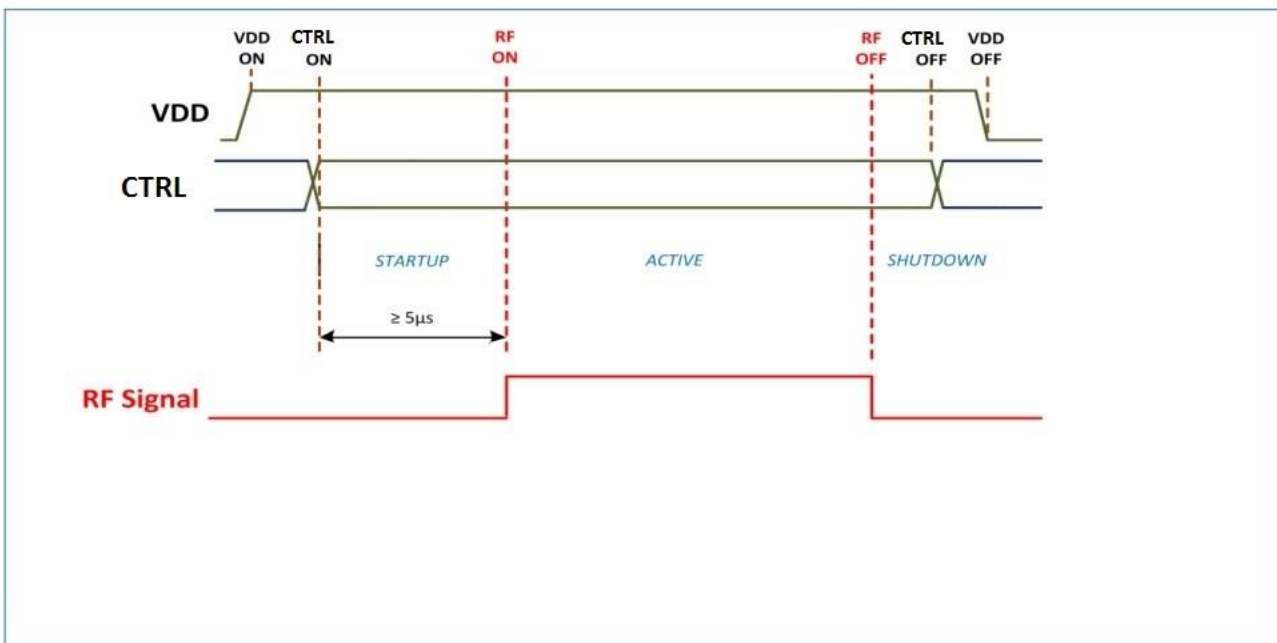 VDD
ON
CTRL
ON
RF
ON
RF
OFF
CTRL
OFF
VDD
OFF
VDD
CTRL
STARTUP
ACTIVE
SHUTDOWN
≥ 5µs
RF Signal